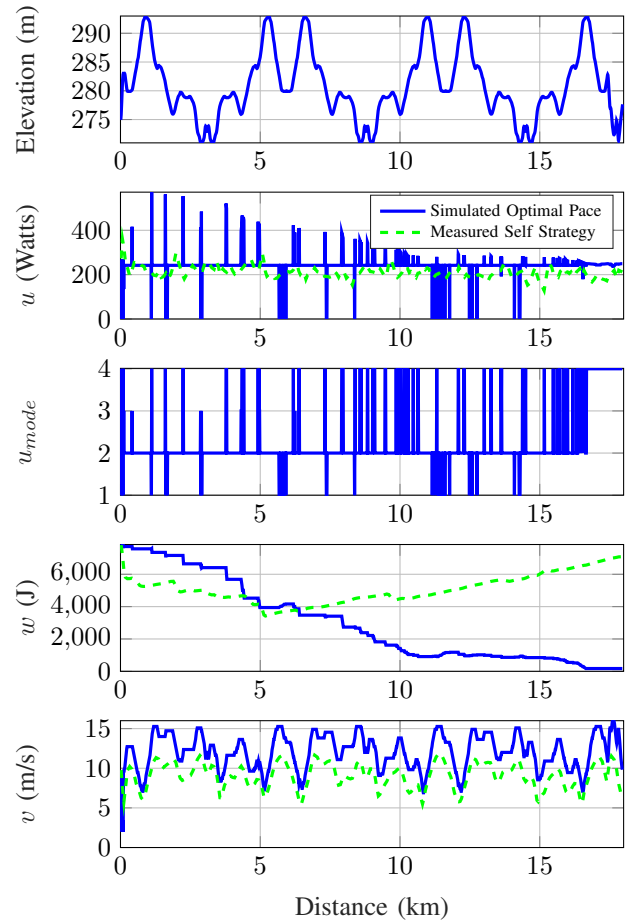 Elevation (m)
290
285
280
275
0 5 10 15
u (Watts)
400
200
0
Simulated Optimal Pace
Measured Self Strategy
0 5 10 15
u_mode
4
3
2
1
0 5 10 15
w (J)
6,000
4,000
2,000
0
0 5 10 15
v (m/s)
15
10
5
0
0 5 10 15
Distance (km)